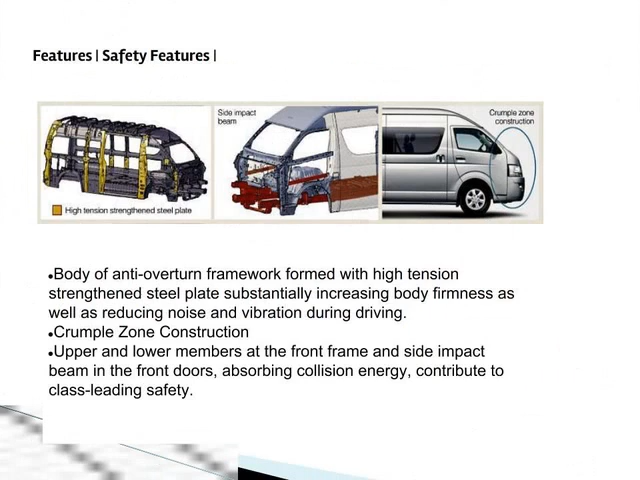 Features | Safety Features |
Side impact
beam
Crumple zone
construction
High tension strengthened steel plate
•Body of anti-overturn framework formed with high tension
strengthened steel plate substantially increasing body firmness as
well as reducing noise and vibration during driving.
•Crumple Zone Construction
•Upper and lower members at the front frame and side impact
beam in the front doors, absorbing collision energy, contribute to
class-leading safety.